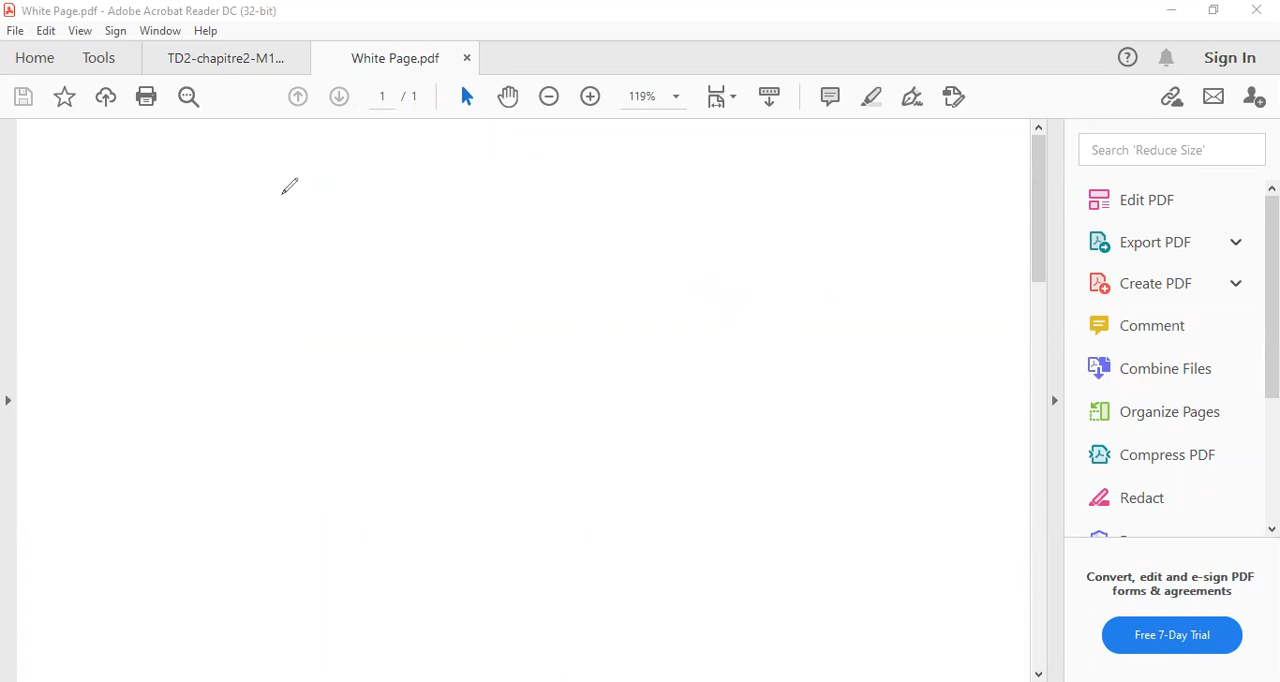 White Page.pdf - Adobe Acrobat Reader DC (32-bit)
File Edit View Sign Window Help
Home Tools TD2-chapitre2-M1... White Page.pdf Sign In
1 / 1 119%
Search 'Reduce Size'
Edit PDF
Export PDF
Create PDF
Comment
Combine Files
Organize Pages
Compress PDF
Redact
Convert, edit and e-sign PDF
forms & agreements
Free 7-Day Trial